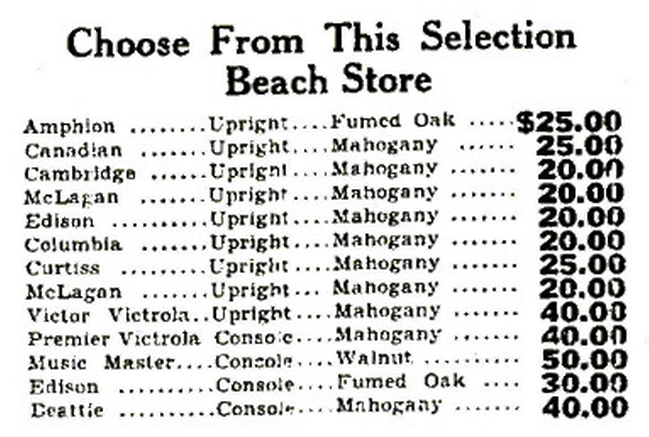 Choose From This Selection
Beach Store
Amphion ........Upright....Fumed Oak .....$25.00
Canadian .......Upright....Mahogany ...... 25.00
Cambridge ......Upright....Mahogany ....... 20.00
McLagan .......Upright....Mahogany ....... 20.00
Edison ..........Upright....Mahogany ....... 20.00
Columbia .......Upright....Mahogany ....... 20.00
Curtiss .........Upright....Mahogany ....... 25.00
McLagan .......Upright....Mahogany ....... 20.00
Victor Victrola..Upright....Mahogany ....... 40.00
Premier Victrola Console....Mahogany ....... 40.00
Music Master....Console....Walnut .......... 50.00
Edison ..........Console....Fumed Oak .... 30.00
Beattie ..........Console....Mahogany ....... 40.00